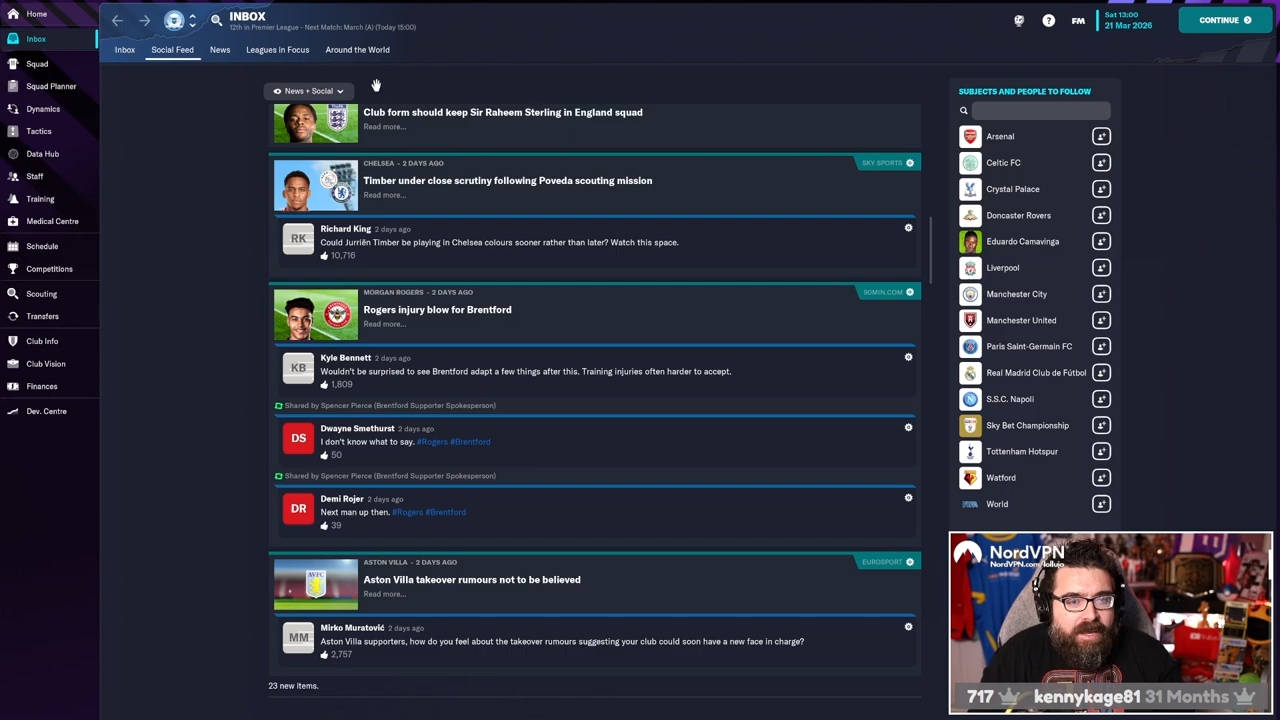 Home
INBOX
12th in Premier League - Next Match: March (A) (Today 15:00)
FM
Sat 13:00
21 Mar 2026
CONTINUE
Inbox
Inbox
Social Feed
News
Leagues in Focus
Around the World
Squad
Squad Planner
Dynamics
Tactics
Data Hub
Staff
Training
Medical Centre
Schedule
Competitions
Scouting
Transfers
Club Info
Club Vision
Finances
Dev. Centre
News + Social
Club form should keep Sir Raheem Sterling in England squad
Read more...
CHELSEA - 2 DAYS AGO
SKY SPORTS
Timber under close scrutiny following Poveda scouting mission
Read more...
RK
Richard King 2 days ago
Could Jurriën Timber be playing in Chelsea colours sooner rather than later? Watch this space.
10,716
MORGAN ROGERS - 2 DAYS AGO
90MIN.COM
Rogers injury blow for Brentford
Read more...
KB
Kyle Bennett 2 days ago
Wouldn't be surprised to see Brentford adapt a few things after this. Training injuries often harder to accept.
1,809
Shared by Spencer Pierce (Brentford Supporter Spokesperson)
DS
Dwayne Smethurst 2 days ago
I don't know what to say. #Rogers #Brentford
50
Shared by Spencer Pierce (Brentford Supporter Spokesperson)
DR
Demi Rojer 2 days ago
Next man up then. #Rogers #Brentford
39
ASTON VILLA - 2 DAYS AGO
EUROSPORT
AVFC
Aston Villa takeover rumours not to be believed
Read more...
MM
Mirko Muratović 2 days ago
Aston Villa supporters, how do you feel about the takeover rumours suggesting your club could soon have a new face in charge?
2,757
23 new items.
SUBJECTS AND PEOPLE TO FOLLOW
Arsenal
Celtic FC
Crystal Palace
Doncaster Rovers
Eduardo Camavinga
Liverpool
Manchester City
Manchester United
Paris Saint-Germain FC
Real Madrid Club de Fútbol
S.S.C. Napoli
Sky Bet Championship
Tottenham Hotspur
Watford
FIFA
World
NordVPN
NordVPN.com/lollujo
717 kennykage81 31 Months